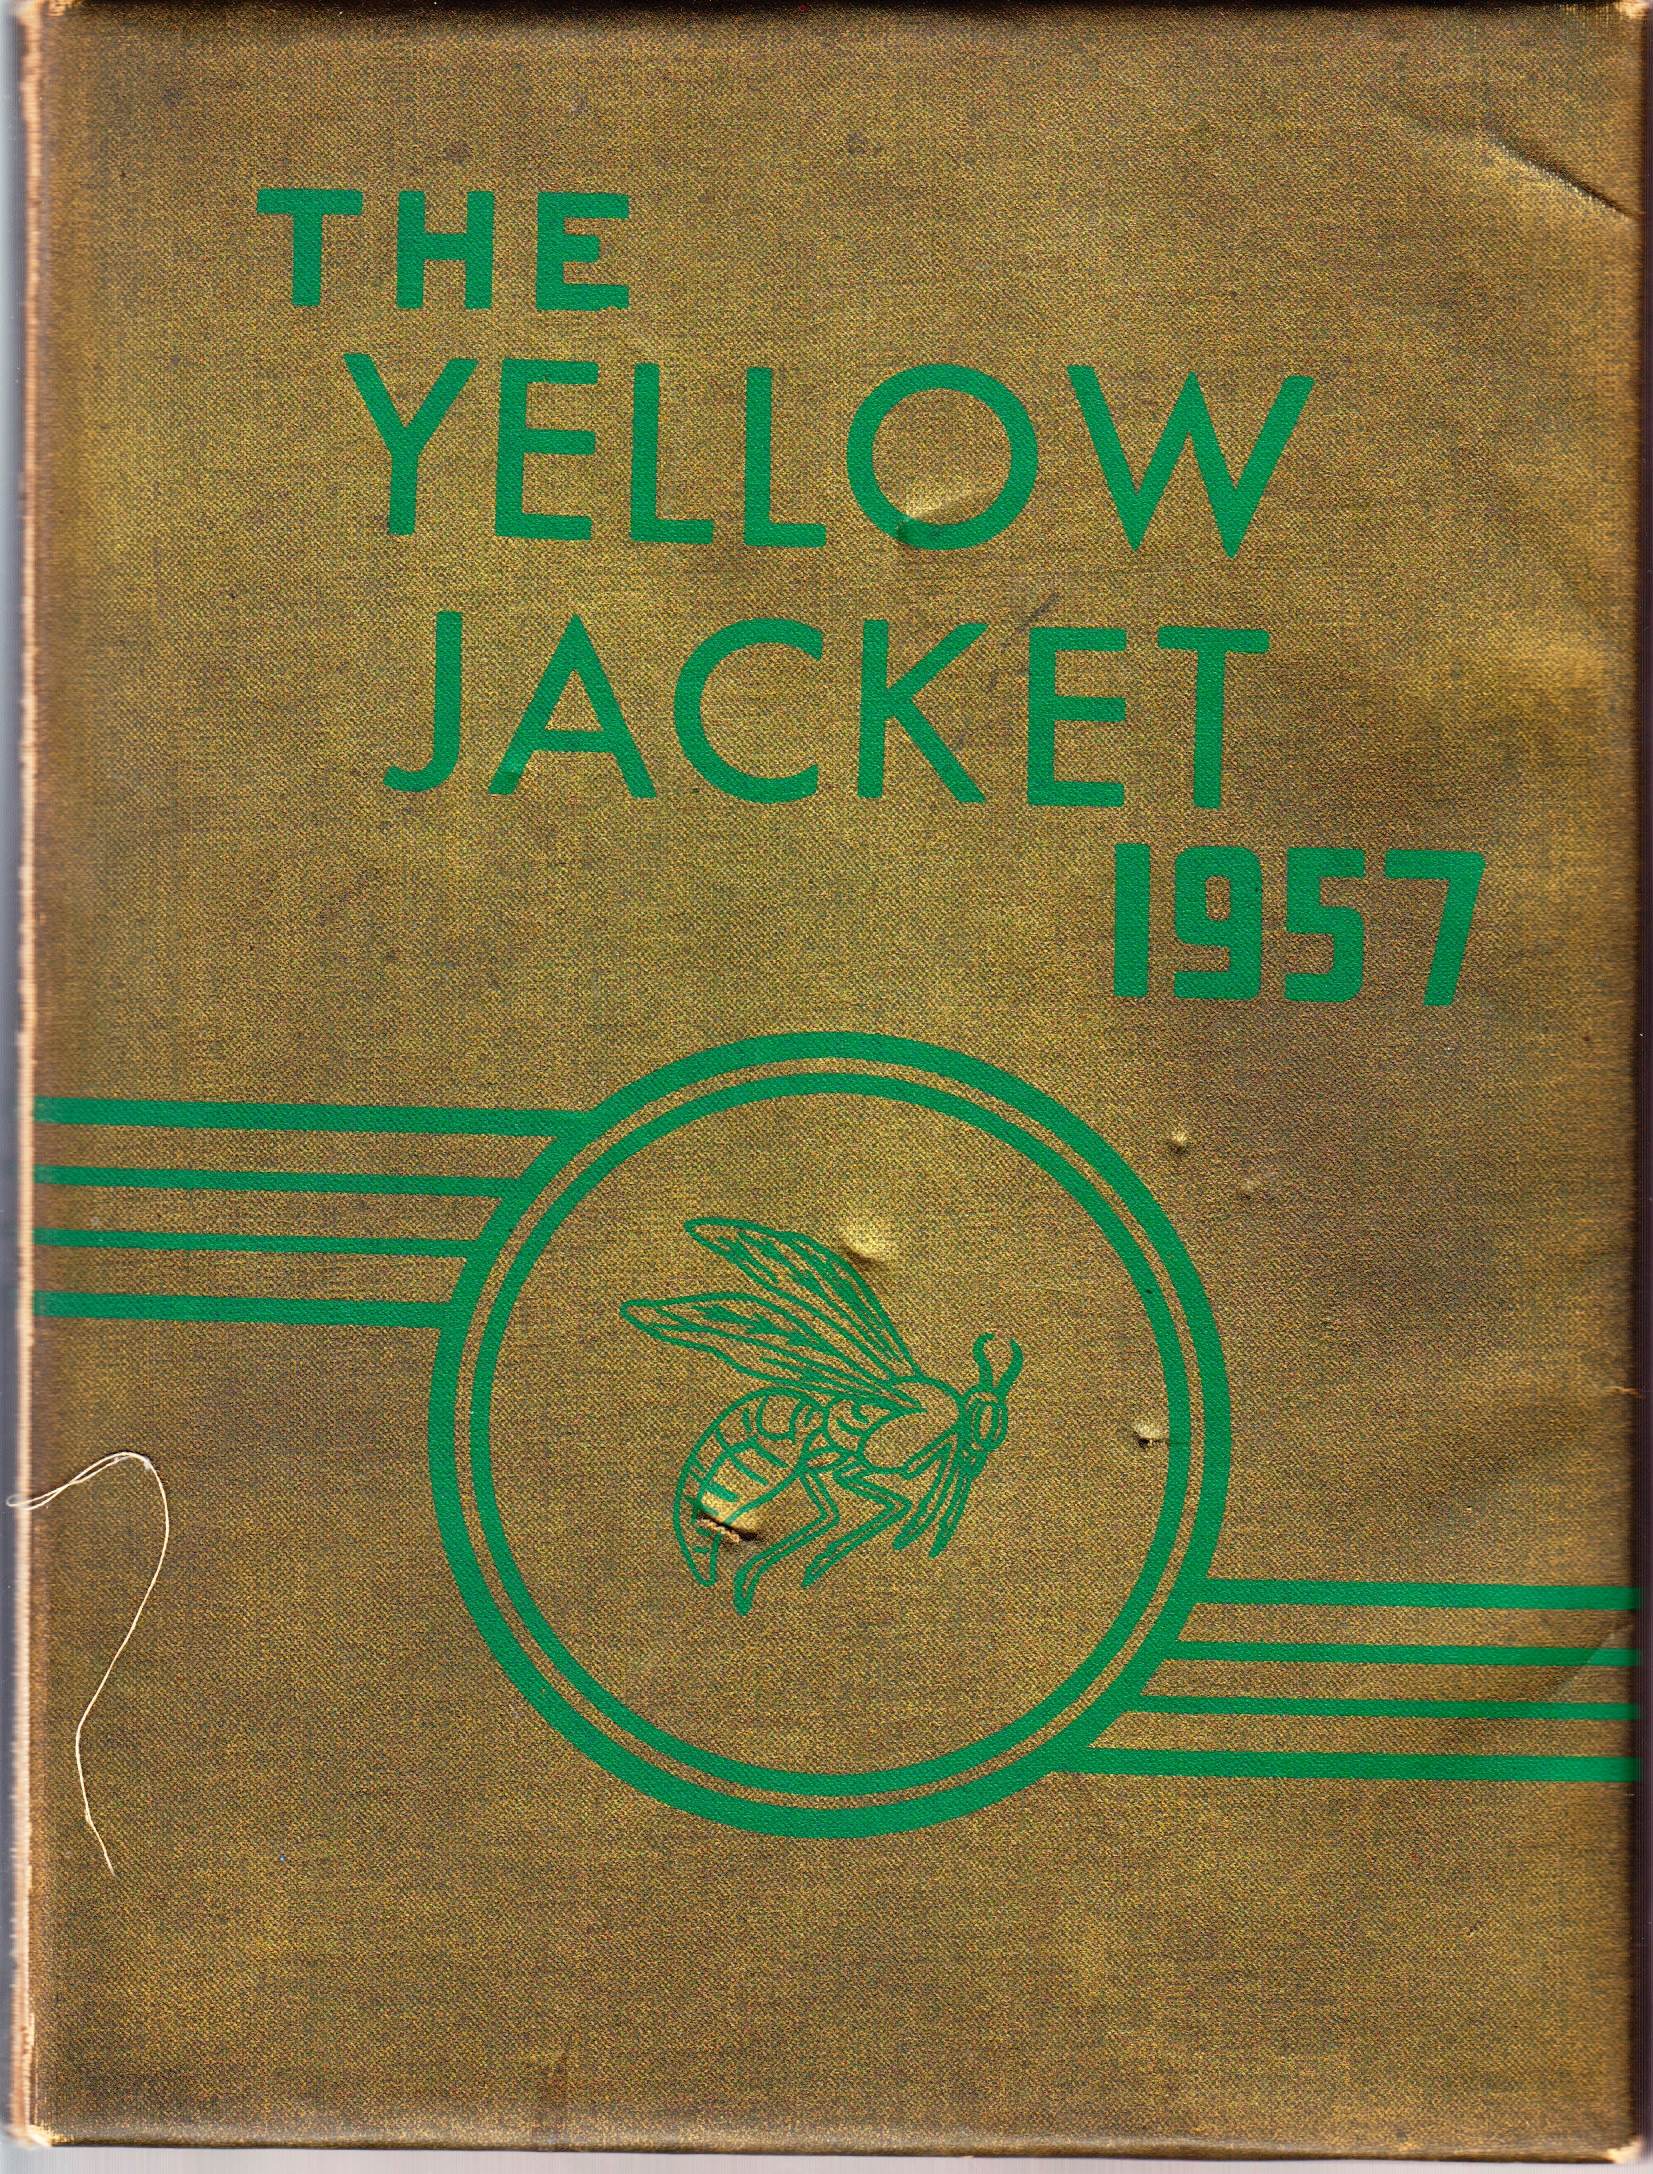 THE
YELLOW
JACKET
1957